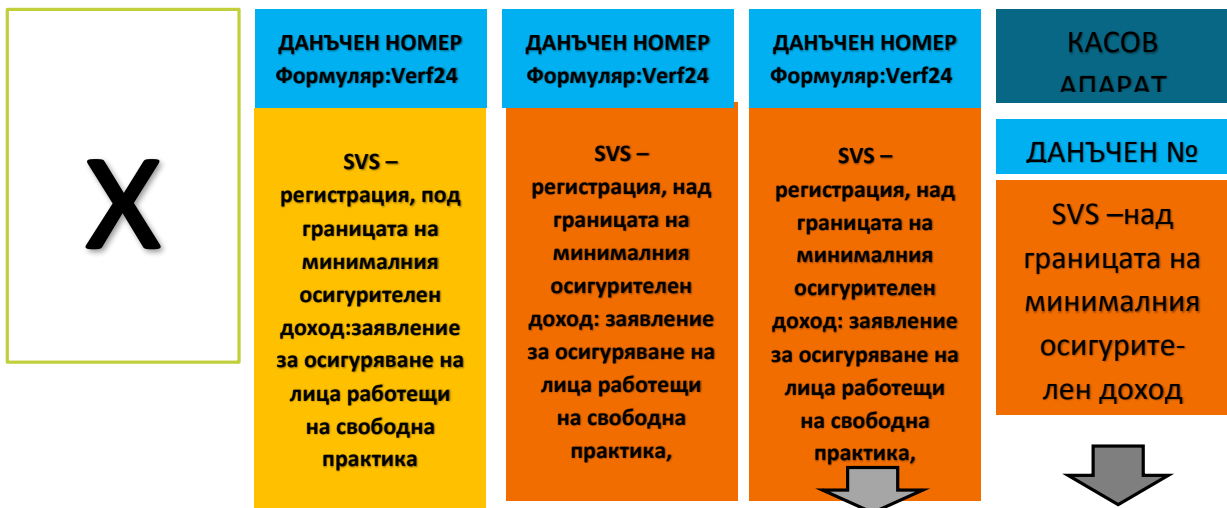 X
ДАНЪЧЕН НОМЕР
Формуляр:Verf24
SVS –
регистрация, под
границата на
минималния
осигурителен
доход:заявление
за осигуряване на
лица работещи
на свободна
практика
ДАНЪЧЕН НОМЕР
Формуляр:Verf24
SVS –
регистрация, над
границата на
минималния
осигурителен
доход: заявление
за осигуряване на
лица работещи
на свободна
практика,
ДАНЪЧЕН НОМЕР
Формуляр:Verf24
SVS –
регистрация, над
границата на
минималния
осигурителен
доход: заявление
за осигуряване на
лица работещи
на свободна
практика,
КАСОВ
АПАРАТ
ДАНЪЧЕН №
SVS –над
границата на
минималния
осигурите-
лен доход